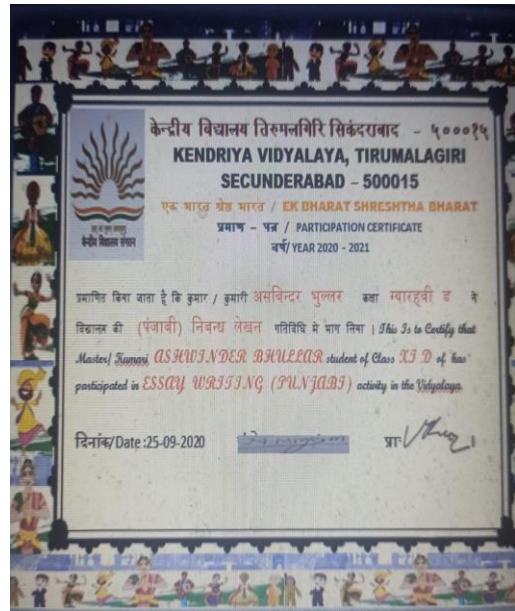 केन्द्रीय विद्यालय तिरुमलगिरि सिकंदराबाद - ५०००१५
KENDRIYA VIDYALAYA, TIRUMALAGIRI
SECUNDERABAD – 500015
एक भारत श्रेष्ठ भारत / EK BHARAT SHRESHTHA BHARAT
प्रमाण – पत्र / PARTICIPATION CERTIFICATE
वर्ष/ YEAR 2020 - 2021
केन्द्रीय विद्यालय संगठन
प्रमाणित किया जाता है कि कुमार / कुमारी असविन्दर भुल्लर कक्षा ग्यारहवी ड ने
विद्यालय की (पंजाबी) निबन्ध लेखन गतिविधि मे भाग लिया | This Is to Certify that
Master/ Kumari ASHWINDER BHULLAR student of Class XI D of has
participated in ESSAY WRITING (PUNJABI) activity in the Vidyalaya.
दिनांक/Date :25-09-2020